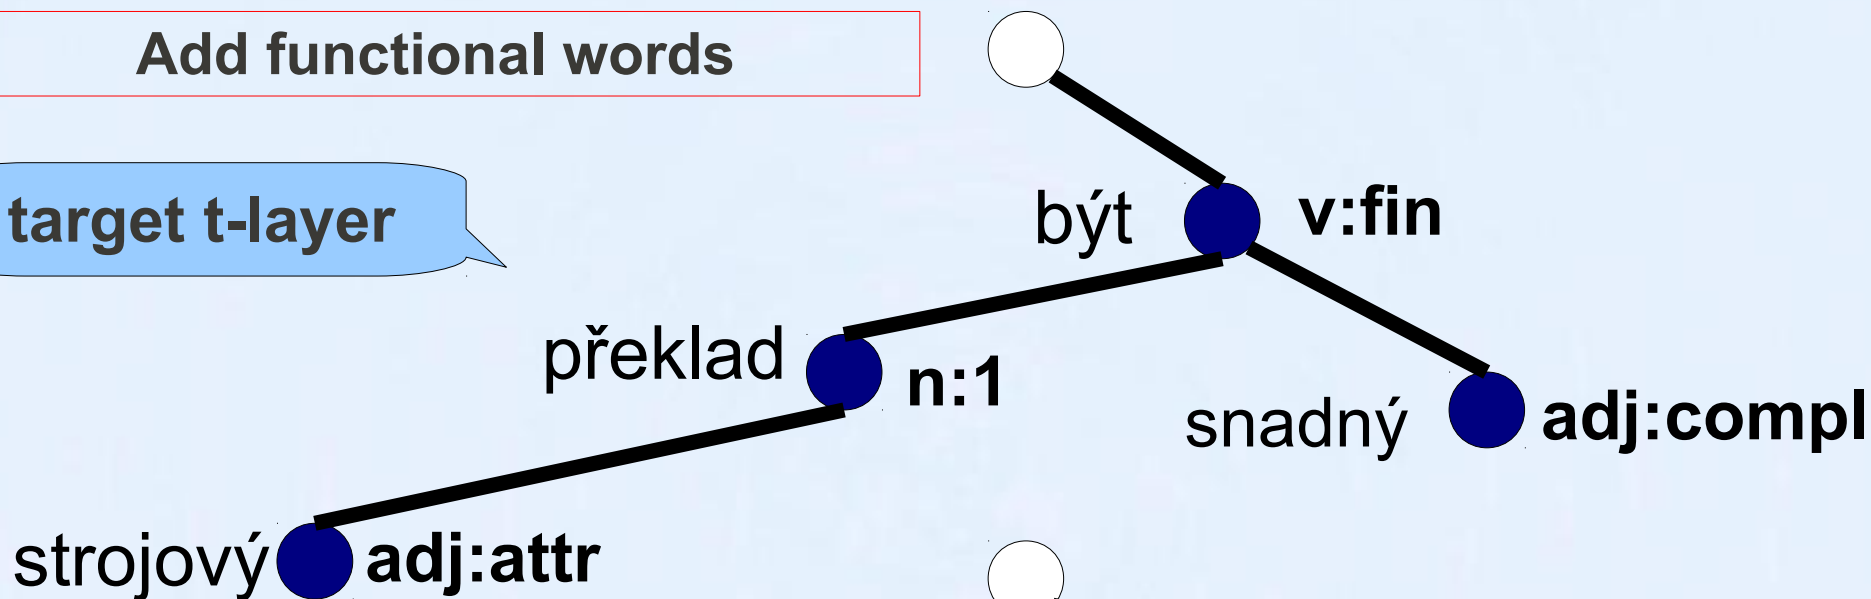 Add functional words
target t-layer
být v:fin
překlad n:1
snadný adj:compl
strojový adj:attr